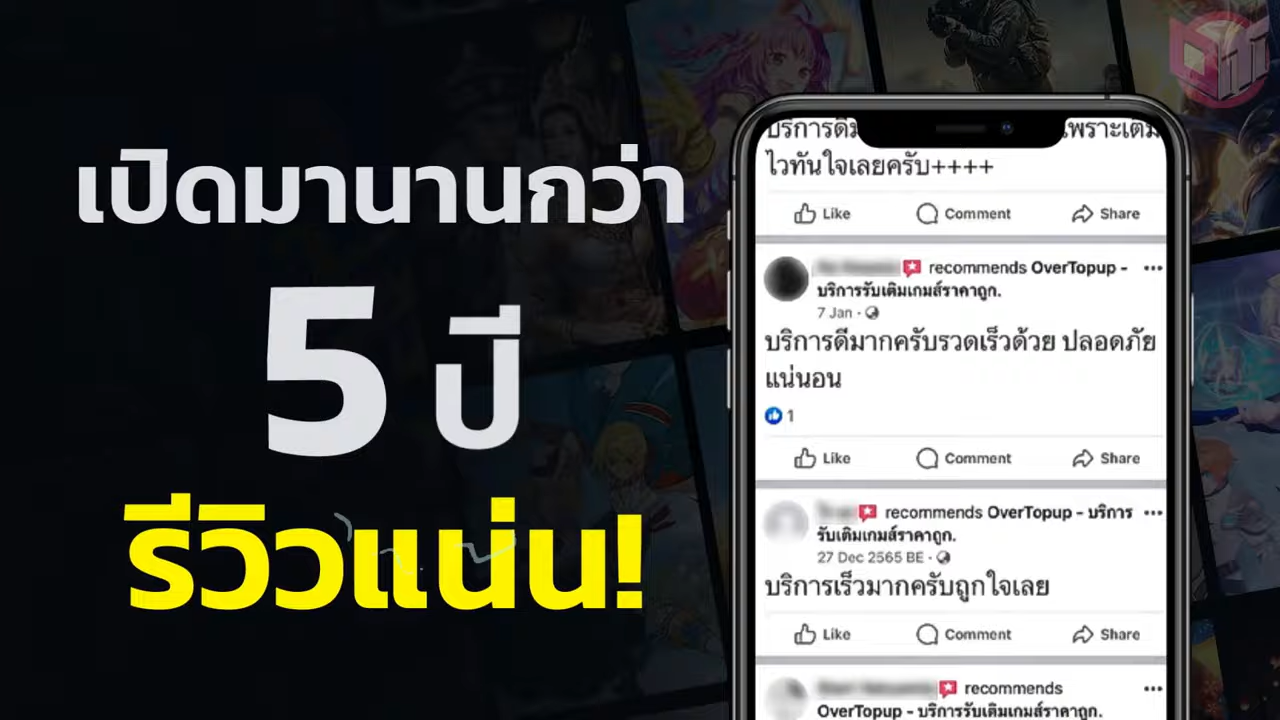 เปิดมานานกว่า
5 ปี
รีวิวแน่น!
ไวทันใจเลยครับ++++
Like Comment Share
recommends OverTopup -
บริการรับเติมเกมส์ราคาถูก.
7 Jan ·
บริการดีมากครับรวดเร็วด้วย ปลอดภัย
แน่นอน
1
Like Comment Share
recommends OverTopup - บริการ
รับเติมเกมส์ราคาถูก.
27 Dec 2565 BE ·
บริการเร็วมากครับถูกใจเลย
Like Comment Share
recommends
OverTopup - บริการรับเติมเกมส์ราคาถูก.